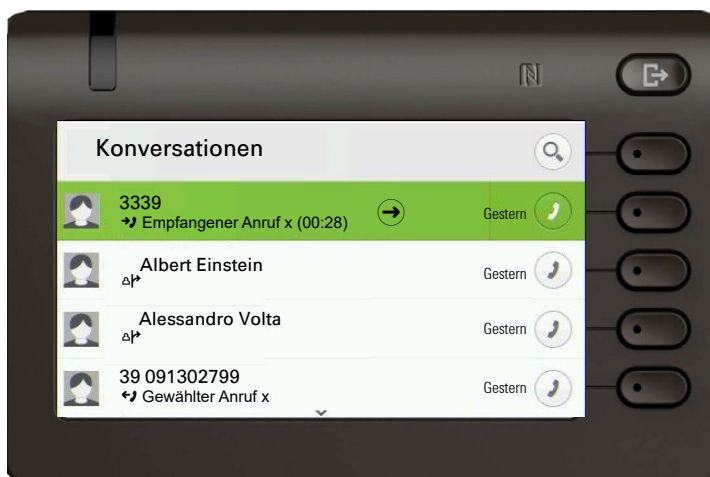 Konversationen
3339
Empfangener Anruf x (00:28)
Gestern
Albert Einstein
Gestern
Alessandro Volta
Gestern
39 091302799
Gewählter Anruf x
Gestern